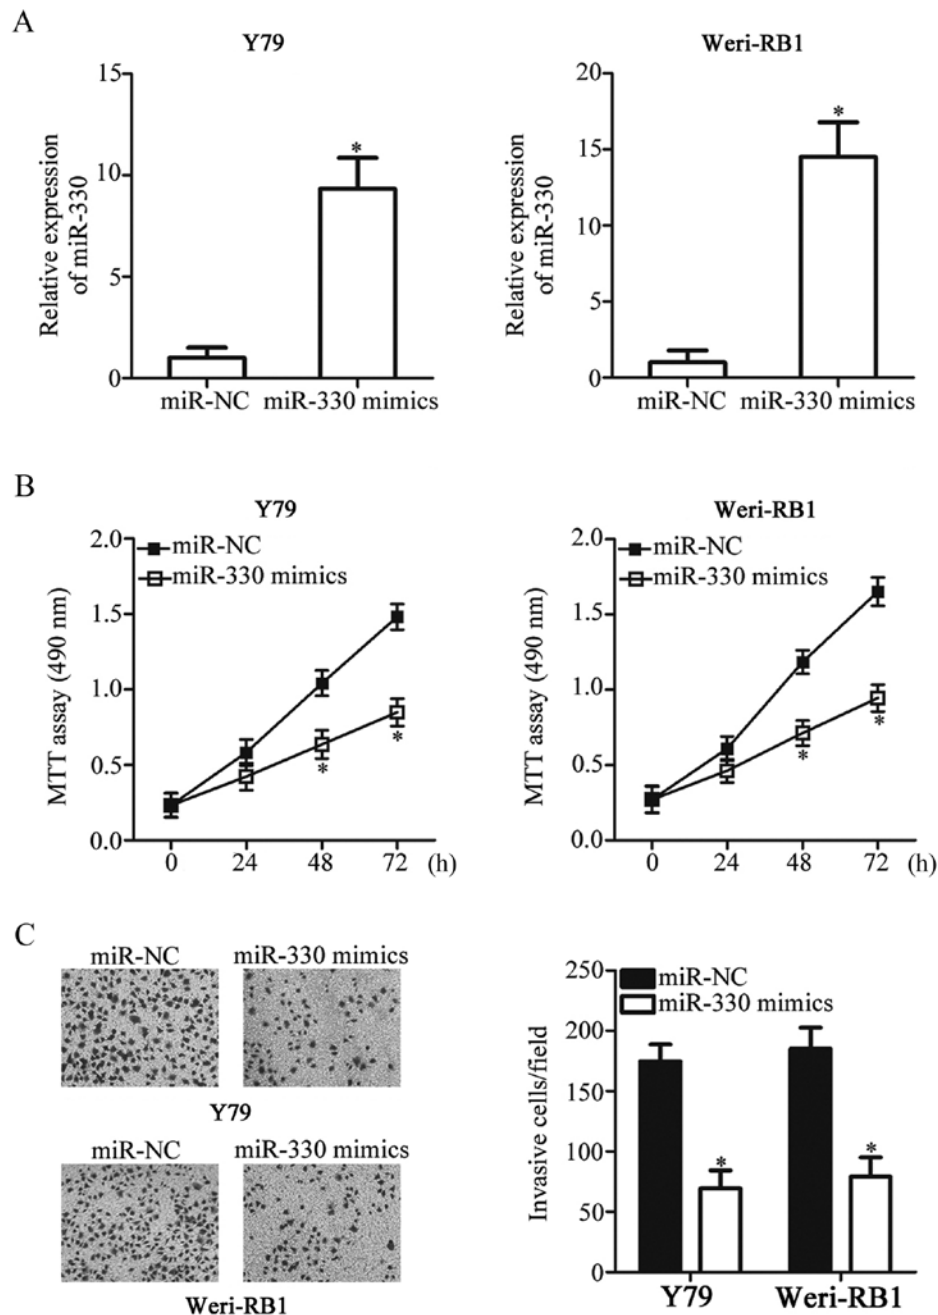 A
Y79
Weri-RB1
Relative expression
of miR-330
15
10
5
0
*
miR-NC miR-330 mimics
Relative expression
of miR-330
20
15
10
5
0
*
miR-NC miR-330 mimics
B
Y79
Weri-RB1
MTT assay (490 nm)
2.0
1.5
1.0
0.5
0.0
miR-NC
miR-330 mimics
*
*
0 24 48 72 (h)
MTT assay (490 nm)
2.0
1.5
1.0
0.5
0.0
miR-NC
miR-330 mimics
*
*
0 24 48 72 (h)
C
miR-NC miR-330 mimics
Y79
miR-NC miR-330 mimics
Weri-RB1
Invasive cells/field
250
200
150
100
50
0
miR-NC
miR-330 mimics
*
*
Y79 Weri-RB1